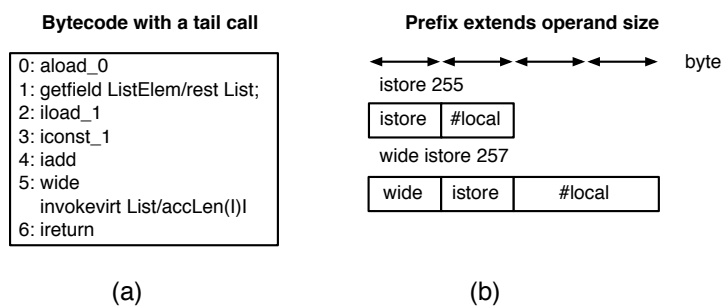 Bytecode with a tail call
0: aload_0
1: getfield ListElem/rest List;
2: iload_1
3: iconst_1
4: iadd
5: wide
invokevirt List/accLen(I)I
6: ireturn
(a)
Prefix extends operand size
byte
istore 255
istore #local
wide istore 257
wide istore #local
(b)